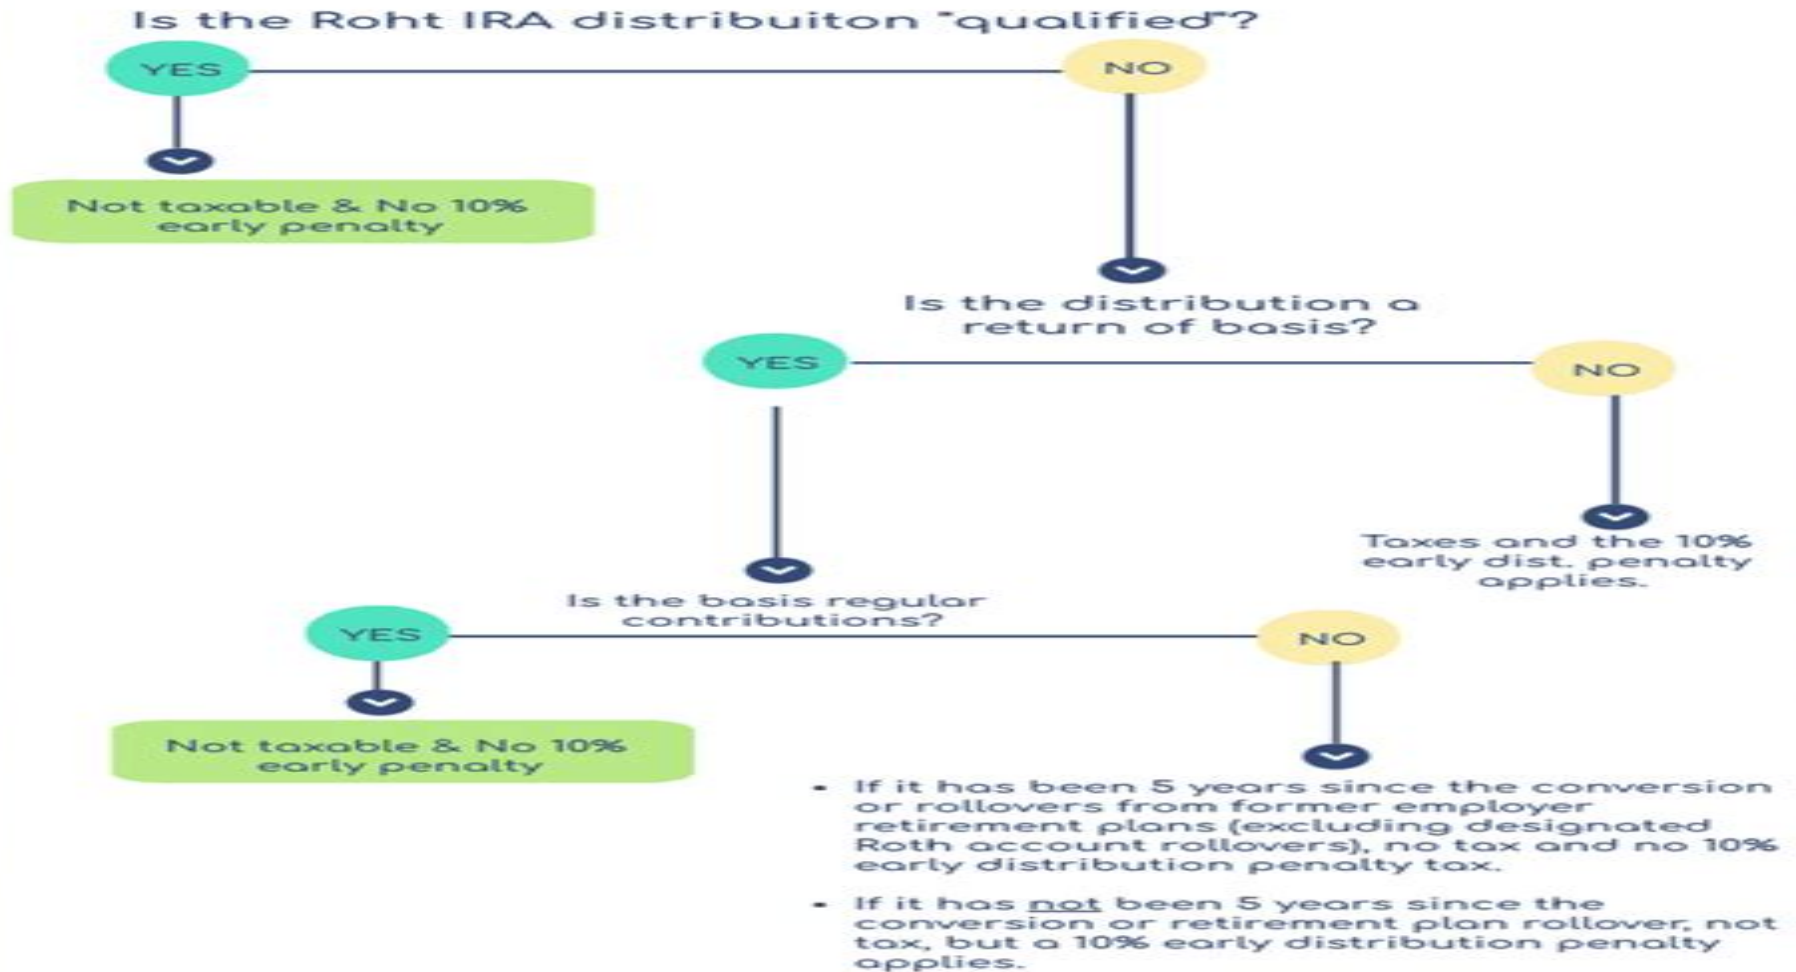 Is the Roht IRA distribuiton "qualified"?
YES
NO
Not taxable & No 10%
early penalty
Is the distribution a
return of basis?
YES
NO
Taxes and the 10%
early dist. penalty
applies.
Is the basis regular
contributions?
YES
NO
Not taxable & No 10%
early penalty
• If it has been 5 years since the conversion
or rollovers from former employer
retirement plans (excluding designated
Roth account rollovers), no tax and no 10%
early distribution penalty tax.
• If it has not been 5 years since the
conversion or retirement plan rollover, not
tax, but a 10% early distribution penalty
applies.